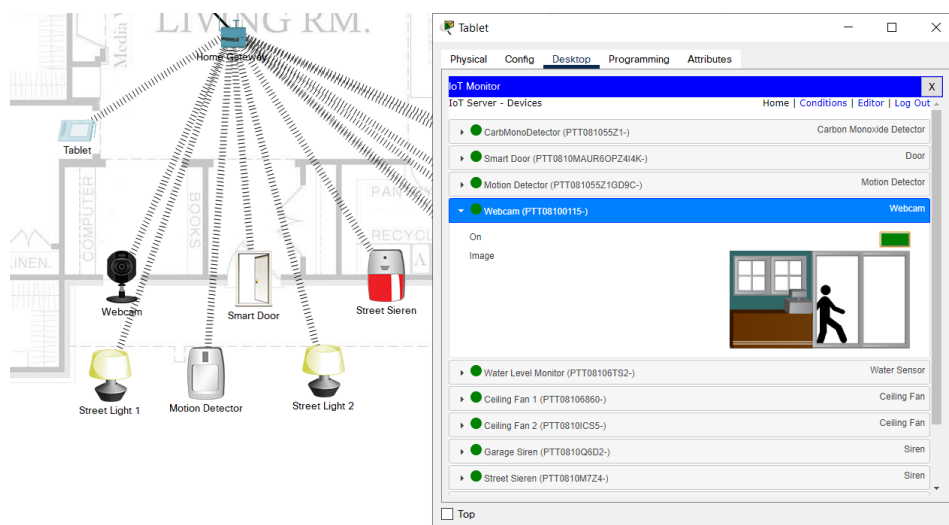 LIVING RM.
Media
Home Gateway
Tablet
COMPUTER
BOOKS
PANTRY
RECYCL
LINEN.
A
Webcam
Smart Door
Street Sieren
Street Light 1
Motion Detector
Street Light 2
Tablet
Physical Config Desktop Programming Attributes
IoT Monitor X
IoT Server - Devices Home | Conditions | Editor | Log Out
CarbMonoDetector (PTT081055Z1-) Carbon Monoxide Detector
Smart Door (PTT0810MAUR6OPZ4I4K-) Door
Motion Detector (PTT081055Z1GD9C-) Motion Detector
Webcam (PTT08100115-) Webcam
On
Image
Water Level Monitor (PTT08106TS2-) Water Sensor
Ceiling Fan 1 (PTT08106860-) Ceiling Fan
Ceiling Fan 2 (PTT0810ICS5-) Ceiling Fan
Garage Siren (PTT0810Q6D2-) Siren
Street Sieren (PTT0810M7Z4-) Siren
Top